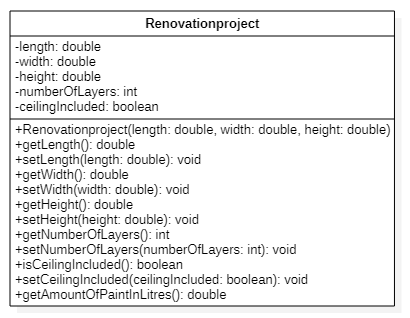 Renovationproject
-length: double
-width: double
-height: double
-numberOfLayers: int
-ceilingIncluded: boolean
+Renovationproject(length: double, width: double, height: double)
+getLength(): double
+setLength(length: double): void
+getWidth(): double
+setWidth(width: double): void
+getHeight(): double
+setHeight(height: double): void
+getNumberOfLayers(): int
+setNumberOfLayers(numberOfLayers: int): void
+isCeilingIncluded(): boolean
+setCeilingIncluded(ceilingIncluded: boolean): void
+getAmountOfPaintInLitres(): double